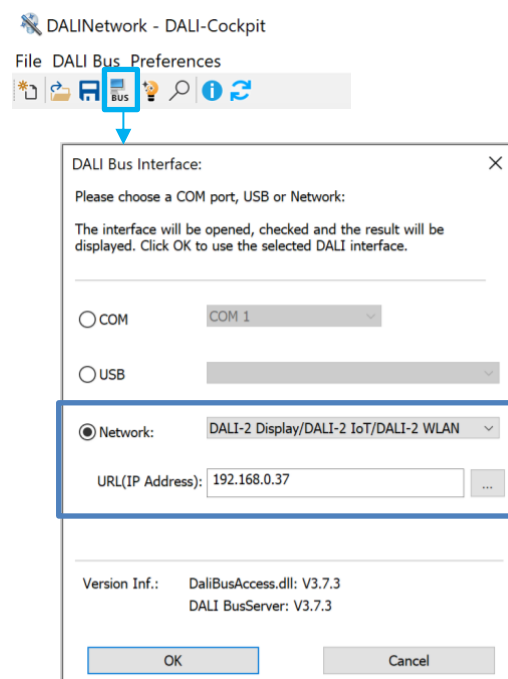 DALINetwork - DALI-Cockpit
File DALI Bus Preferences
BUS
DALI Bus Interface:
Please choose a COM port, USB or Network:
The interface will be opened, checked and the result will be
displayed. Click OK to use the selected DALI interface.
COM COM 1
USB
Network: DALI-2 Display/DALI-2 IoT/DALI-2 WLAN
URL(IP Address): 192.168.0.37 ...
Version Inf.: DaliBusAccess.dll: V3.7.3
DALI BusServer: V3.7.3
OK Cancel